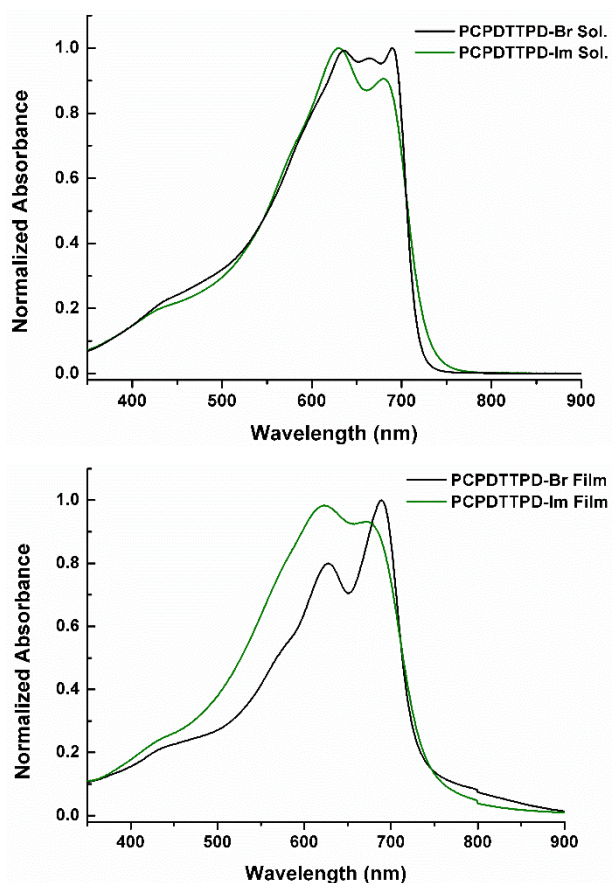 PCPDTTPD-Br Sol.
PCPDTTPD-Im Sol.
Normalized Absorbance
1.0
0.8
0.6
0.4
0.2
0.0
400 500 600 700 800 900
Wavelength (nm)
PCPDTTPD-Br Film
PCPDTTPD-Im Film
Normalized Absorbance
1.0
0.8
0.6
0.4
0.2
0.0
400 500 600 700 800 900
Wavelength (nm)